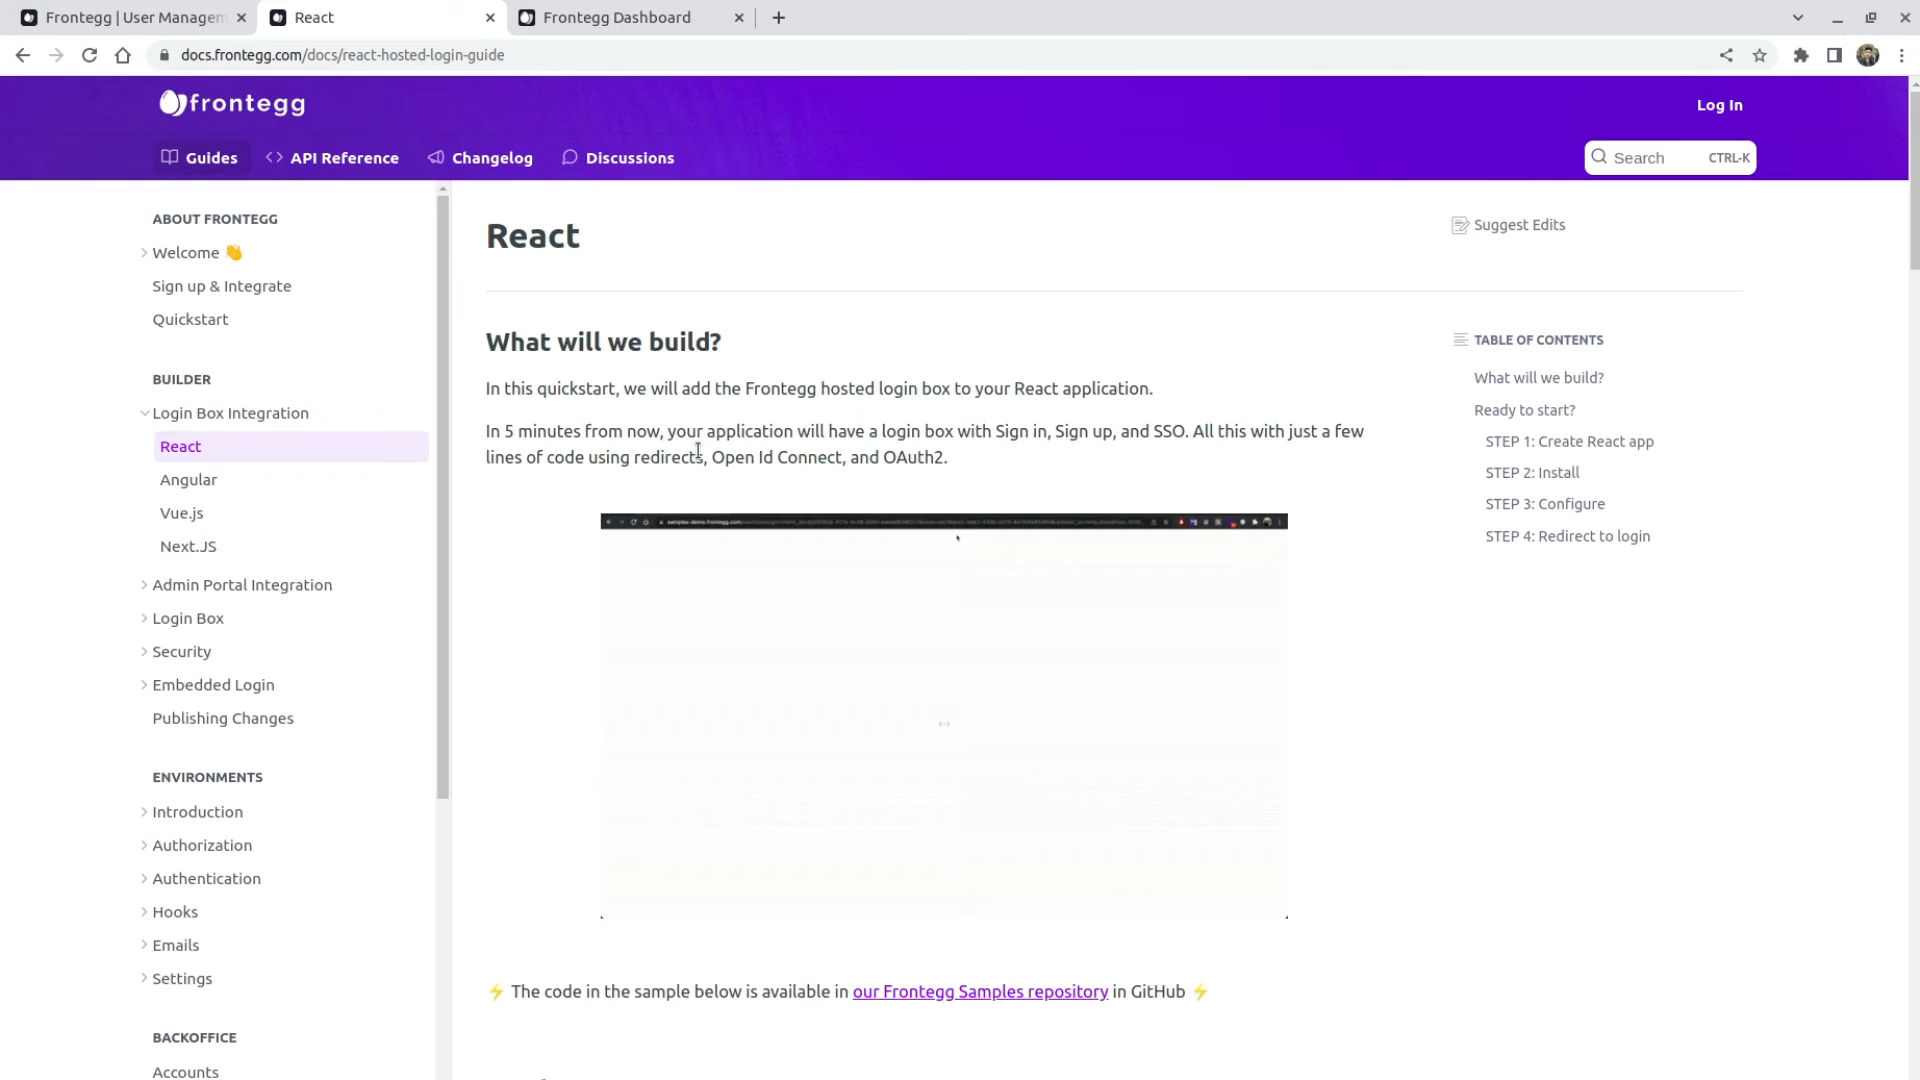 Frontegg | User Managem
React
Frontegg Dashboard
docs.frontegg.com/docs/react-hosted-login-guide
frontegg
Log In
Guides
API Reference
Changelog
Discussions
Search
CTRL-K
ABOUT FRONTEGG
Welcome 👋
Sign up & Integrate
Quickstart
BUILDER
Login Box Integration
React
Angular
Vue.js
Next.JS
Admin Portal Integration
Login Box
Security
Embedded Login
Publishing Changes
ENVIRONMENTS
Introduction
Authorization
Authentication
Hooks
Emails
Settings
BACKOFFICE
Accounts
React
Suggest Edits
What will we build?
In this quickstart, we will add the Frontegg hosted login box to your React application.
In 5 minutes from now, your application will have a login box with Sign in, Sign up, and SSO. All this with just a few
lines of code using redirects, Open Id Connect, and OAuth2.
⚡ The code in the sample below is available in our Frontegg Samples repository in GitHub ⚡
TABLE OF CONTENTS
What will we build?
Ready to start?
STEP 1: Create React app
STEP 2: Install
STEP 3: Configure
STEP 4: Redirect to login